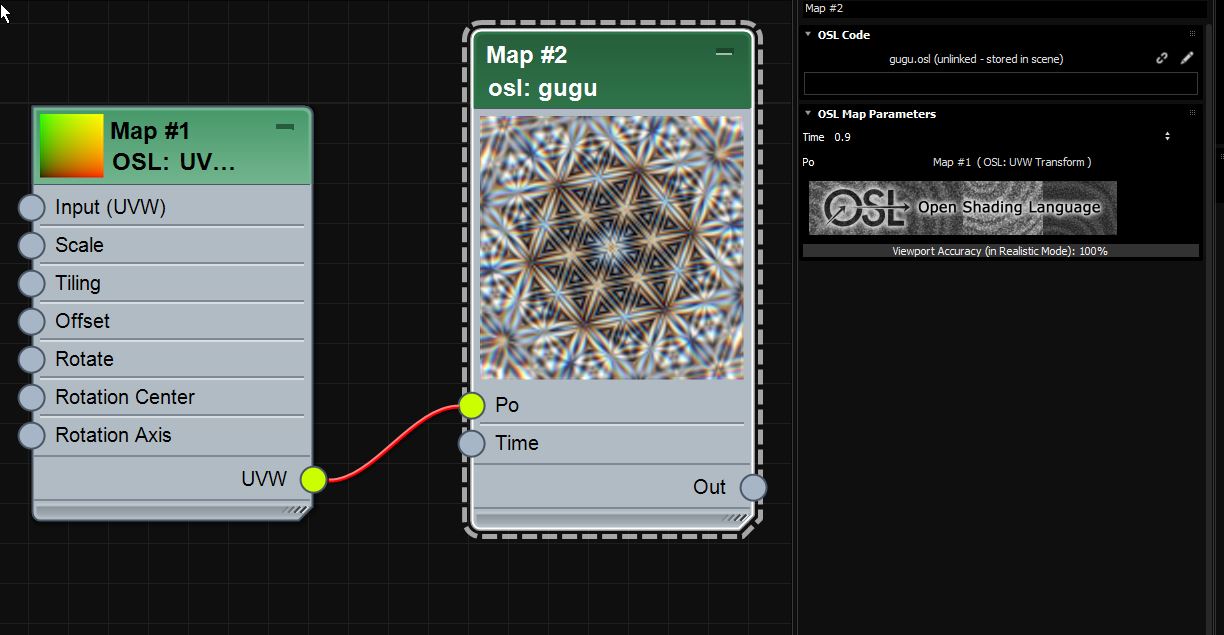 Map #1
OSL: UV...
Input (UVW)
Scale
Tiling
Offset
Rotate
Rotation Center
Rotation Axis
UVW
Map #2
osl: gugu
Po
Time
Out
Map #2
OSL Code
gugu.osl (unlinked - stored in scene)
OSL Map Parameters
Time 0.9
Po Map #1 ( OSL: UVW Transform )
OSL Open Shading Language
Viewport Accuracy (in Realistic Mode): 100%